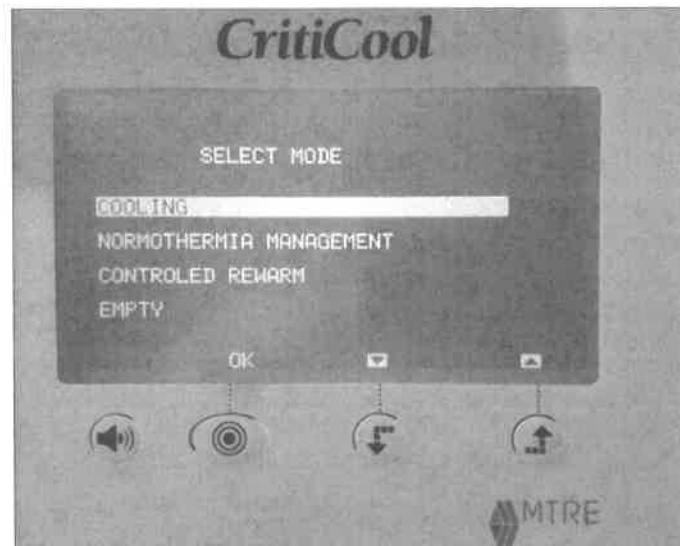 CritiCool
SELECT MODE
COOLING
NORMOTHERMIA MANAGEMENT
CONTROLED REWARM
EMPTY
OK
MTRE